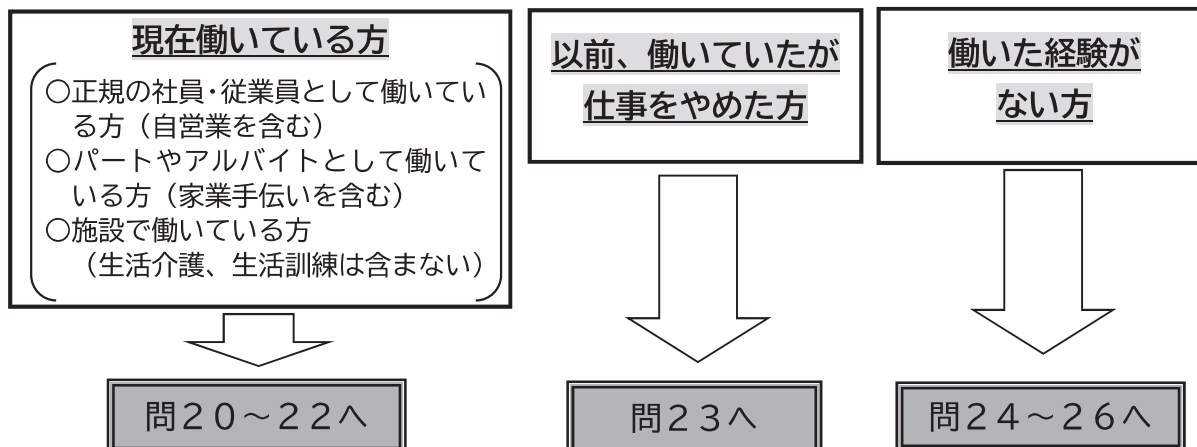 現在働いている方
○正規の社員・従業員として働いてい
る方（自営業を含む）
○パートやアルバイトとして働いて
いる方（家業手伝いを含む）
○施設で働いている方
（生活介護、生活訓練は含まない）
問２０～２２へ
以前、働いていたが
仕事をやめた方
問２３へ
働いた経験が
ない方
問２４～２６へ